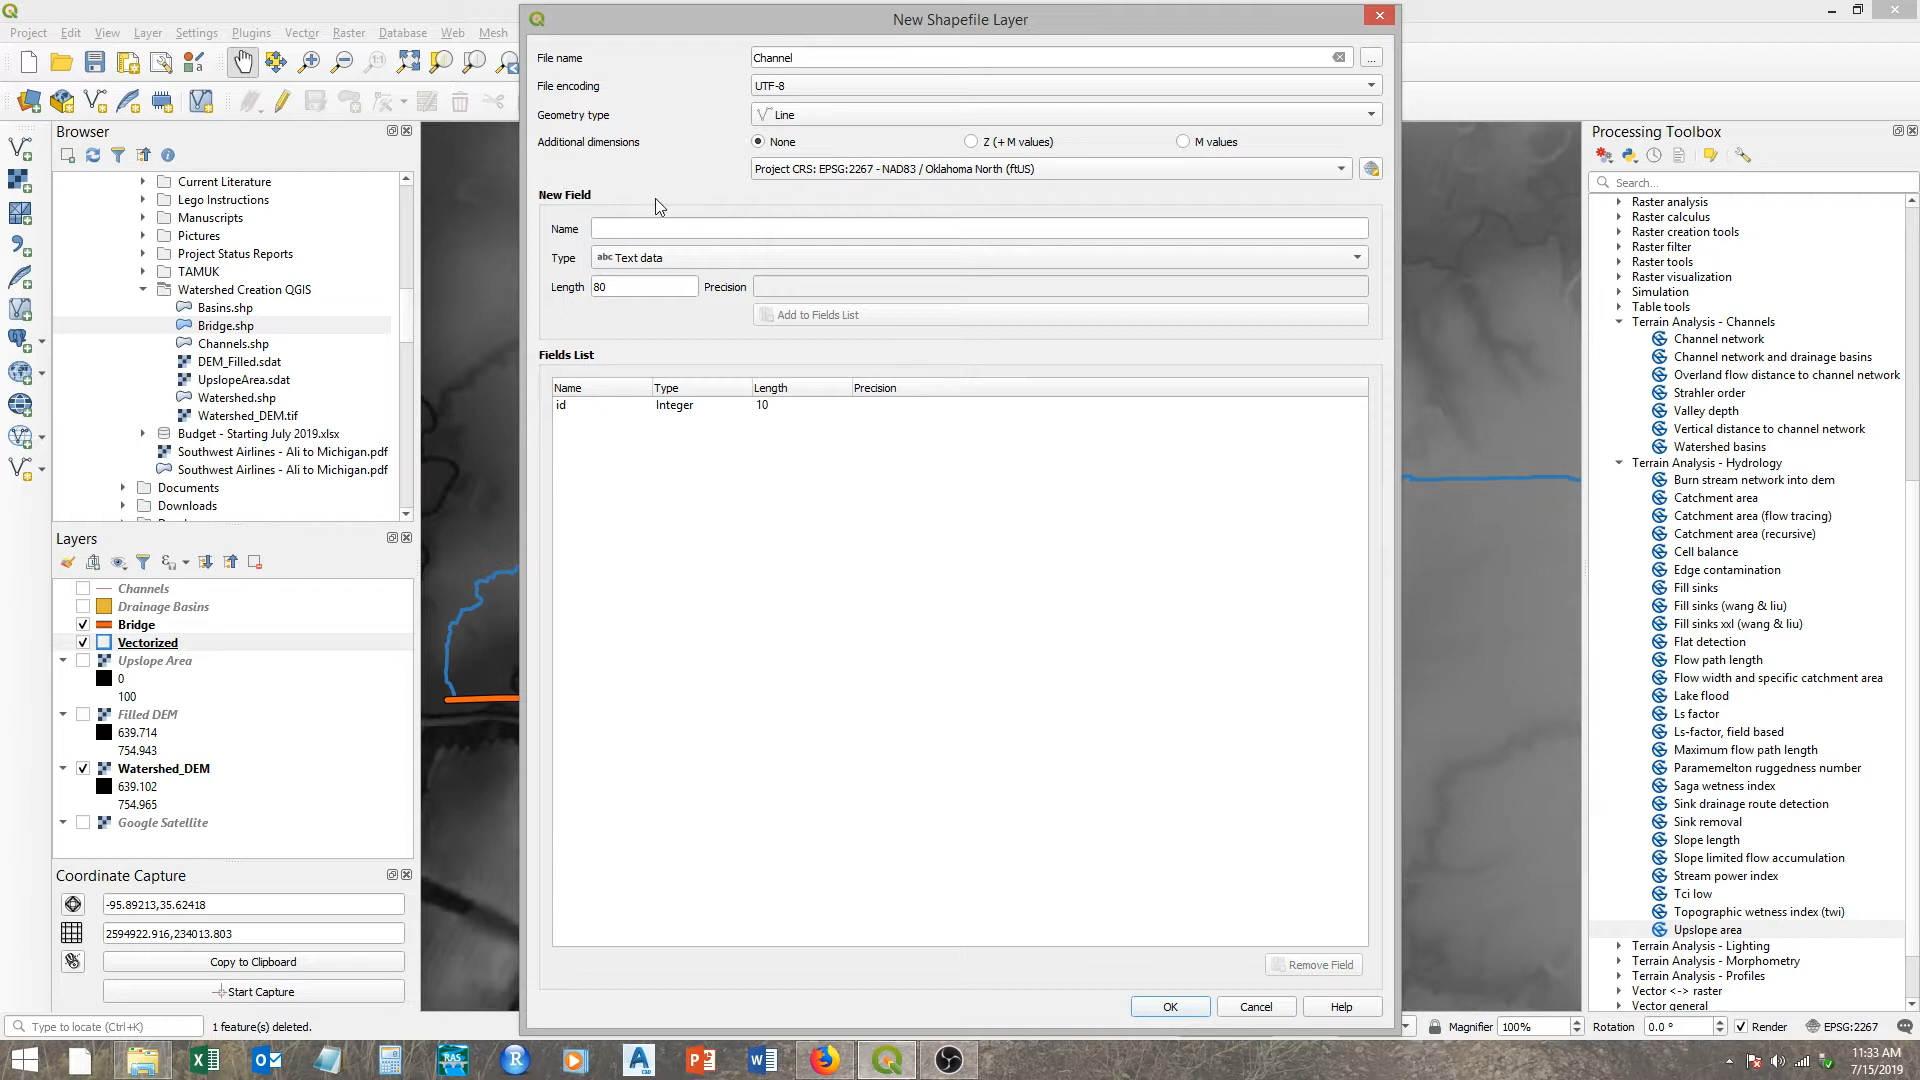 New Shapefile Layer
Project Edit View Layer Settings Plugins Vector Raster Database Web Mesh
File name
Channel
...
File encoding
UTF-8
Geometry type
Line
Additional dimensions
None
Z (+ M values)
M values
Project CRS: EPSG:2267 - NAD83 / Oklahoma North (ftUS)
New Field
Name
Type
abc Text data
Length
80
Precision
Add to Fields List
Fields List
Name Type Length Precision
id Integer 10
Remove Field
OK
Cancel
Help
Browser
Current Literature
Lego Instructions
Manuscripts
Pictures
Project Status Reports
TAMUK
Watershed Creation QGIS
Basins.shp
Bridge.shp
Channels.shp
DEM_Filled.sdat
UpslopeArea.sdat
Watershed.shp
Watershed_DEM.tif
Budget - Starting July 2019.xlsx
Southwest Airlines - Ali to Michigan.pdf
Southwest Airlines - Ali to Michigan.pdf
Documents
Downloads
Layers
Channels
Drainage Basins
Bridge
Vectorized
Upslope Area
0
100
Filled DEM
639.714
754.943
Watershed_DEM
639.102
754.965
Google Satellite
Coordinate Capture
-95.89213,35.62418
2594922.916,234013.803
Copy to Clipboard
Start Capture
Processing Toolbox
Search...
Raster analysis
Raster calculus
Raster creation tools
Raster filter
Raster tools
Raster visualization
Simulation
Table tools
Terrain Analysis - Channels
Channel network
Channel network and drainage basins
Overland flow distance to channel network
Strahler order
Valley depth
Vertical distance to channel network
Watershed basins
Terrain Analysis - Hydrology
Burn stream network into dem
Catchment area
Catchment area (flow tracing)
Catchment area (recursive)
Cell balance
Edge contamination
Fill sinks
Fill sinks (wang & liu)
Fill sinks xxl (wang & liu)
Flat detection
Flow path length
Flow width and specific catchment area
Lake flood
Ls factor
Ls-factor, field based
Maximum flow path length
Paramemelton ruggedness number
Saga wetness index
Sink drainage route detection
Sink removal
Slope length
Slope limited flow accumulation
Stream power index
Tci low
Topographic wetness index (twi)
Upslope area
Terrain Analysis - Lighting
Terrain Analysis - Morphometry
Terrain Analysis - Profiles
Vector <-> raster
Vector general
Type to locate (Ctrl+K)
1 feature(s) deleted.
Magnifier 100%
Rotation 0.0 °
Render
EPSG:2267
11:33 AM
7/15/2019